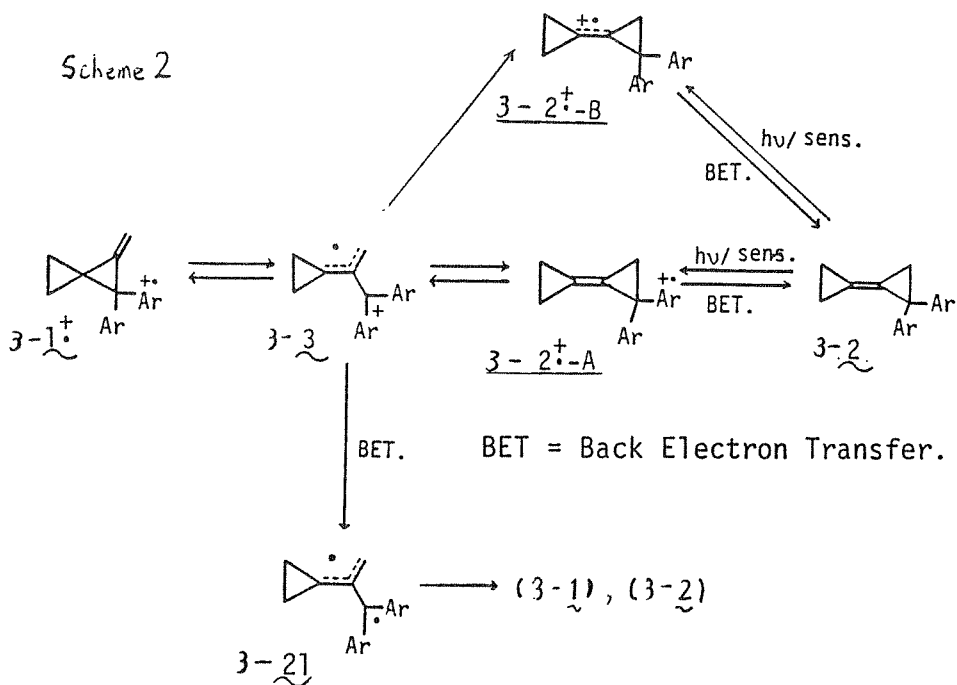 Scheme 2
+•
Ar
Ar
3-2+•-B
hν/ sens.
BET.
•
+•
Ar
Ar
3-1+•
Ar
+
Ar
3-3
+•
Ar
Ar
3-2+•-A
hν/ sens.
BET.
Ar
Ar
3-2
BET.
BET = Back Electron Transfer.
•
Ar
•
Ar
3-21
(3-1), (3-2)